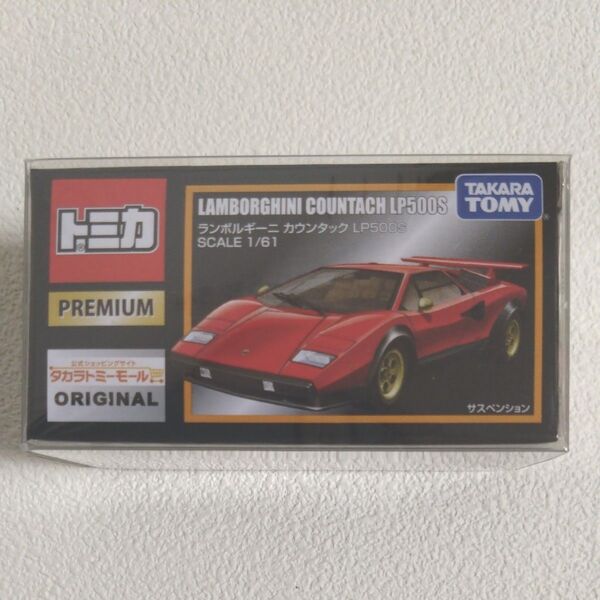 トミカ
®
PREMIUM
公式ショッピングサイト
タカラトミーモール
ORIGINAL
LAMBORGHINI COUNTACH LP500S
ランボルギーニ カウンタック LP500S
SCALE 1/61
TAKARA
TOMY
サスペンション